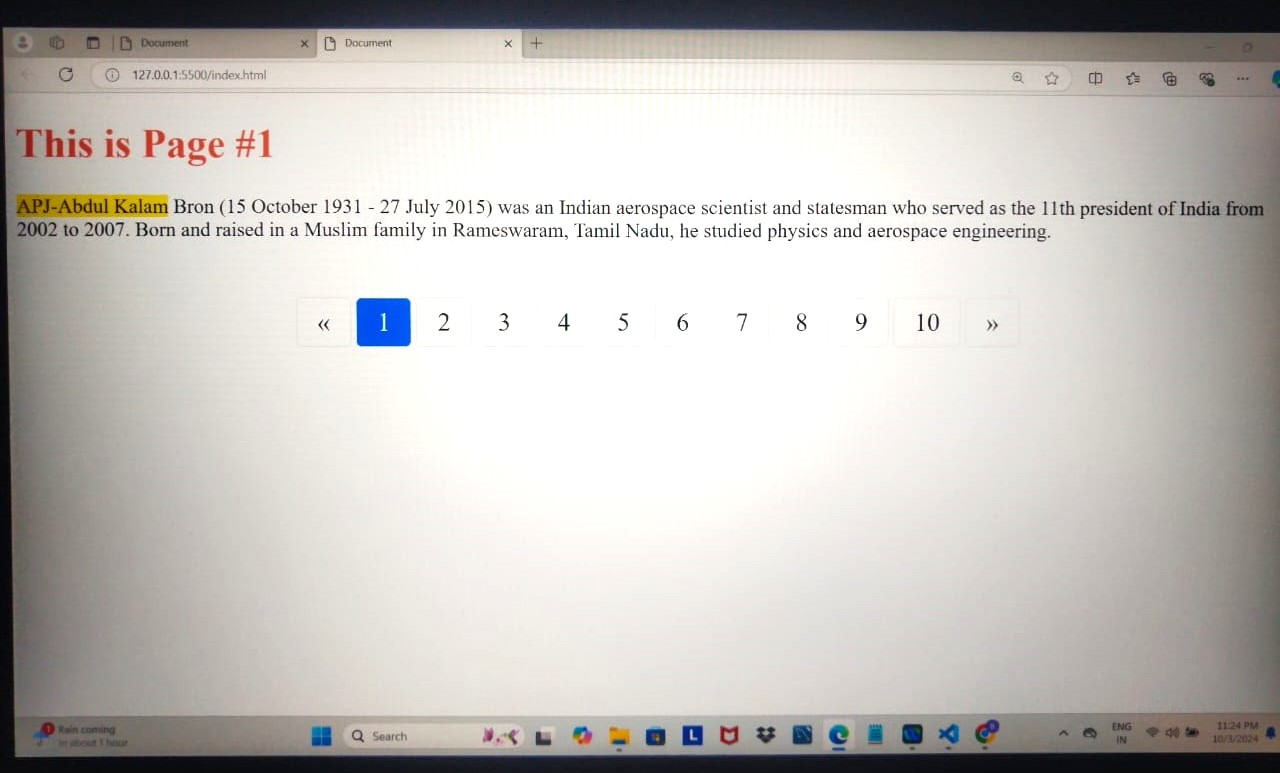 Document
Document
127.0.0.1:5500/index.html
This is Page #1
APJ-Abdul Kalam Bron (15 October 1931 - 27 July 2015) was an Indian aerospace scientist and statesman who served as the 11th president of India from
2002 to 2007. Born and raised in a Muslim family in Rameswaram, Tamil Nadu, he studied physics and aerospace engineering.
« 1 2 3 4 5 6 7 8 9 10 »
1 Rain coming
In about 1 hour
Search
L
ENG
IN
11:24 PM
10/3/2024